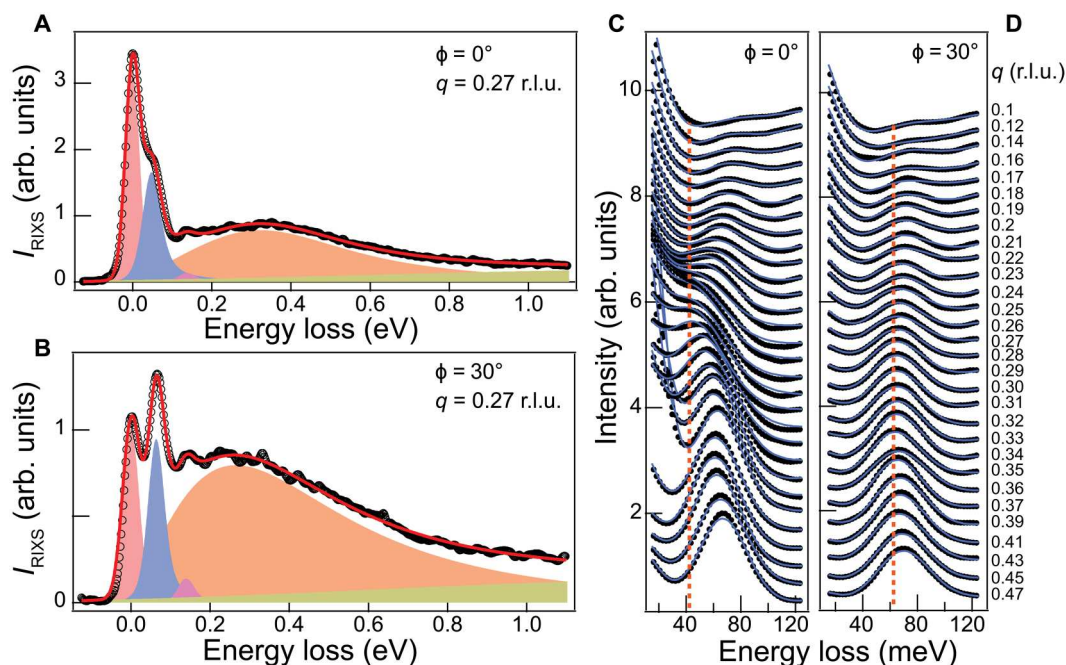 A
ϕ = 0°
q = 0.27 r.l.u.
I_RIXS (arb. units)
3
2
1
0
0.0 0.2 0.4 0.6 0.8 1.0
Energy loss (eV)
B
ϕ = 30°
q = 0.27 r.l.u.
I_RIXS (arb. units)
1
0
0.0 0.2 0.4 0.6 0.8 1.0
Energy loss (eV)
C
ϕ = 0°
Intensity (arb. units)
10
8
6
4
2
40 80 120
D
ϕ = 30°
40 80 120
Energy loss (meV)
q (r.l.u.)
0.1
0.12
0.14
0.16
0.17
0.18
0.19
0.2
0.21
0.22
0.23
0.24
0.25
0.26
0.27
0.28
0.29
0.30
0.31
0.32
0.33
0.34
0.35
0.36
0.37
0.39
0.41
0.43
0.45
0.47